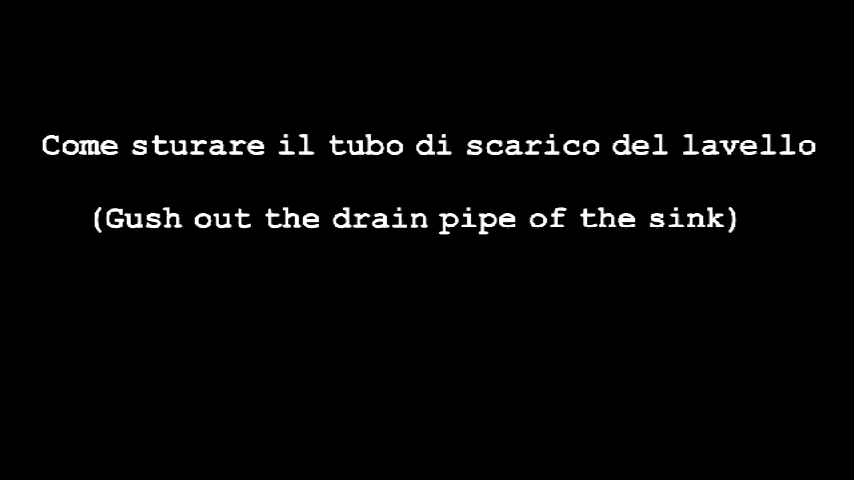 Come sturare il tubo di scarico del lavello
(Gush out the drain pipe of the sink)